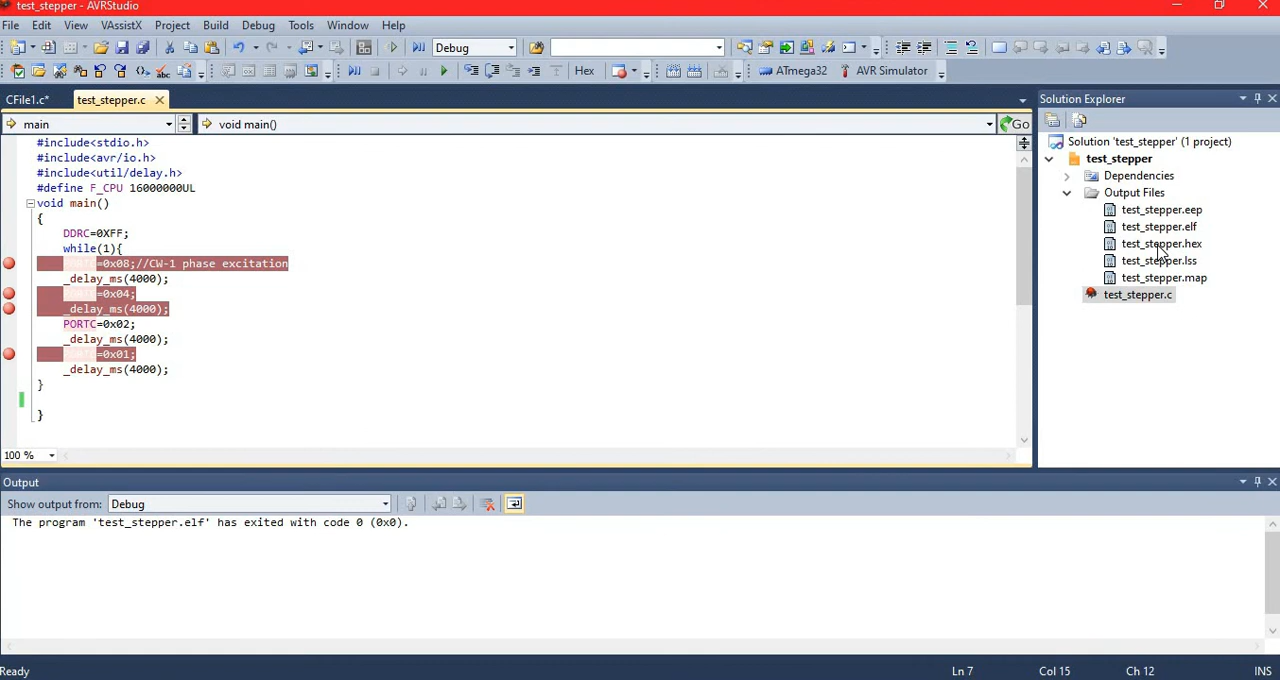 test_stepper - AVRStudio
File Edit View VAssistX Project Build Debug Tools Window Help
Debug
Hex ATmega32 AVR Simulator
CFile1.c* test_stepper.c
main void main() Go
#include<stdio.h>
#include<avr/io.h>
#include<util/delay.h>
#define F_CPU 16000000UL
void main()
{
DDRC=0XFF;
while(1){
=0x08;//CW-1 phase excitation
_delay_ms(4000);
=0x04;
_delay_ms(4000);
PORTC=0x02;
_delay_ms(4000);
=0x01;
_delay_ms(4000);
}
}
100 %
Solution Explorer
Solution 'test_stepper' (1 project)
test_stepper
Dependencies
Output Files
test_stepper.eep
test_stepper.elf
test_stepper.hex
test_stepper.lss
test_stepper.map
test_stepper.c
Output
Show output from: Debug
The program 'test_stepper.elf' has exited with code 0 (0x0).
Ready Ln 7 Col 15 Ch 12 INS